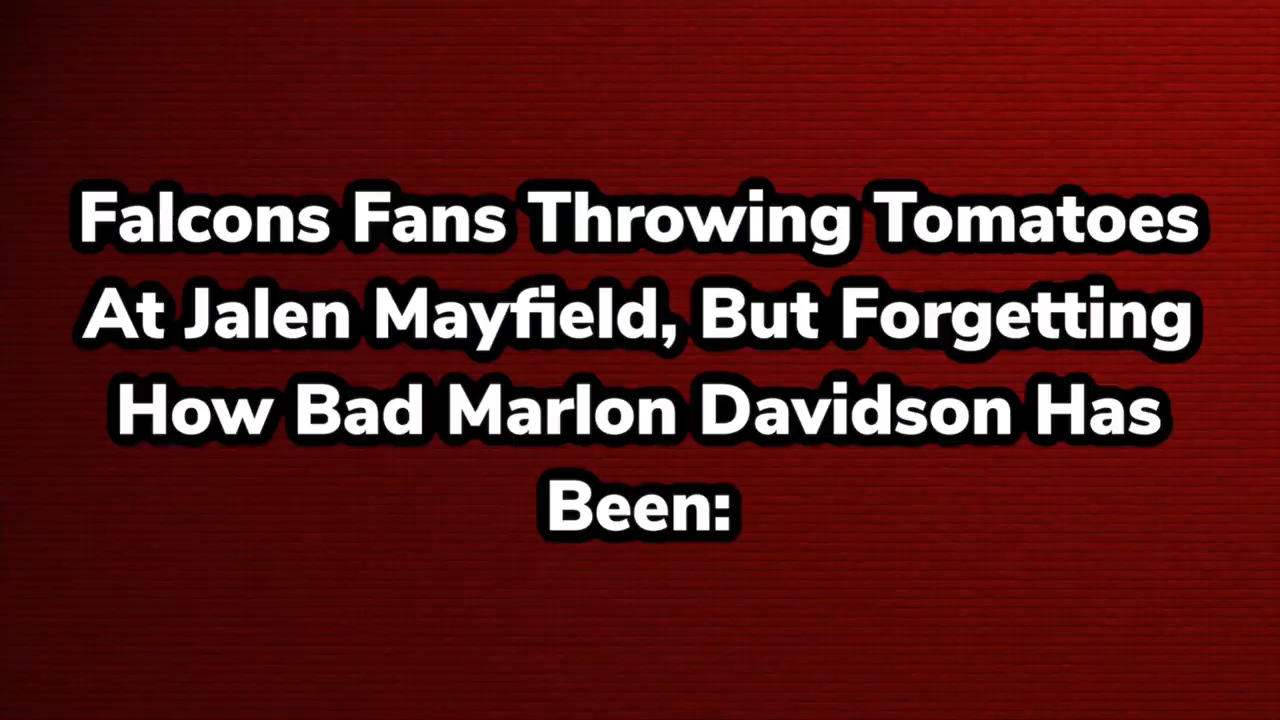 Falcons Fans Throwing Tomatoes
At Jalen Mayfield, But Forgetting
How Bad Marlon Davidson Has
Been: